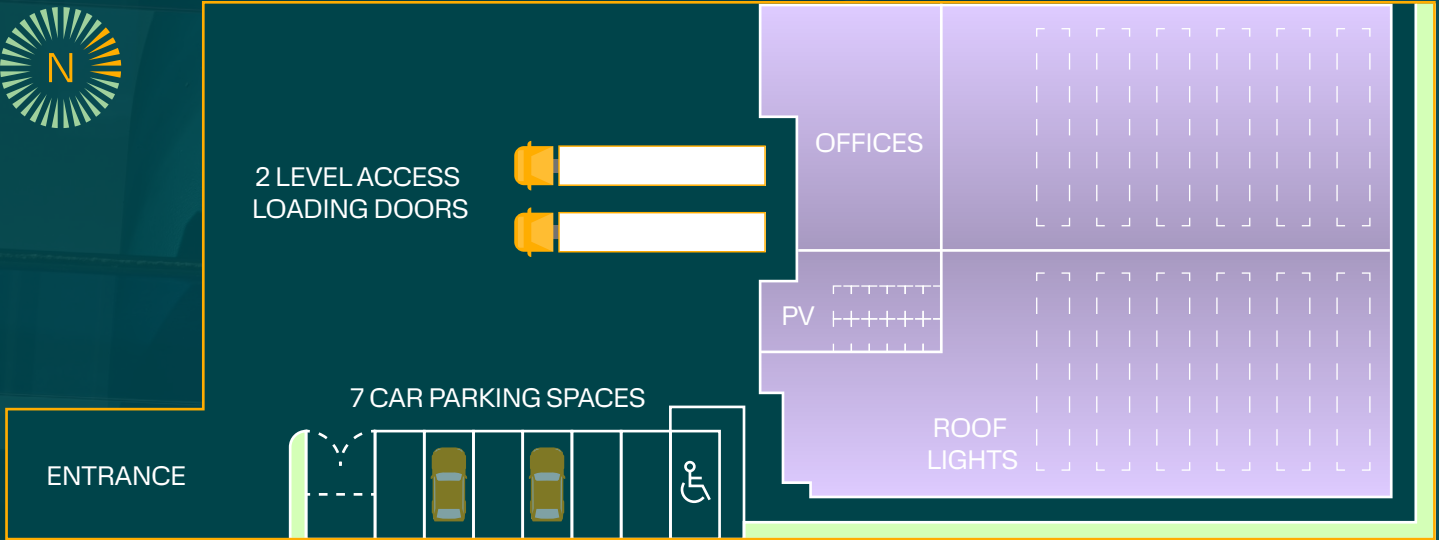 N
2 LEVEL ACCESS
LOADING DOORS
OFFICES
PV
7 CAR PARKING SPACES
ROOF
LIGHTS
ENTRANCE